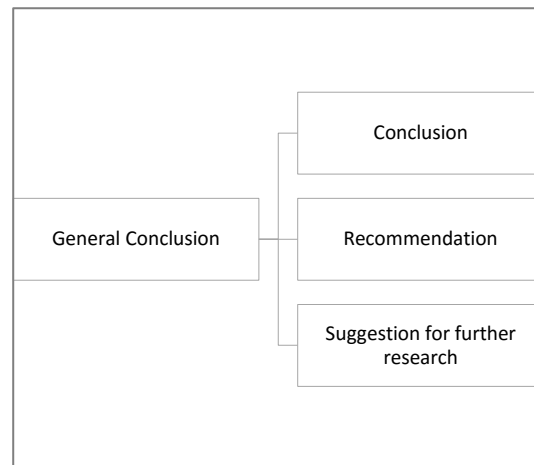 General Conclusion
Conclusion
Recommendation
Suggestion for further
research